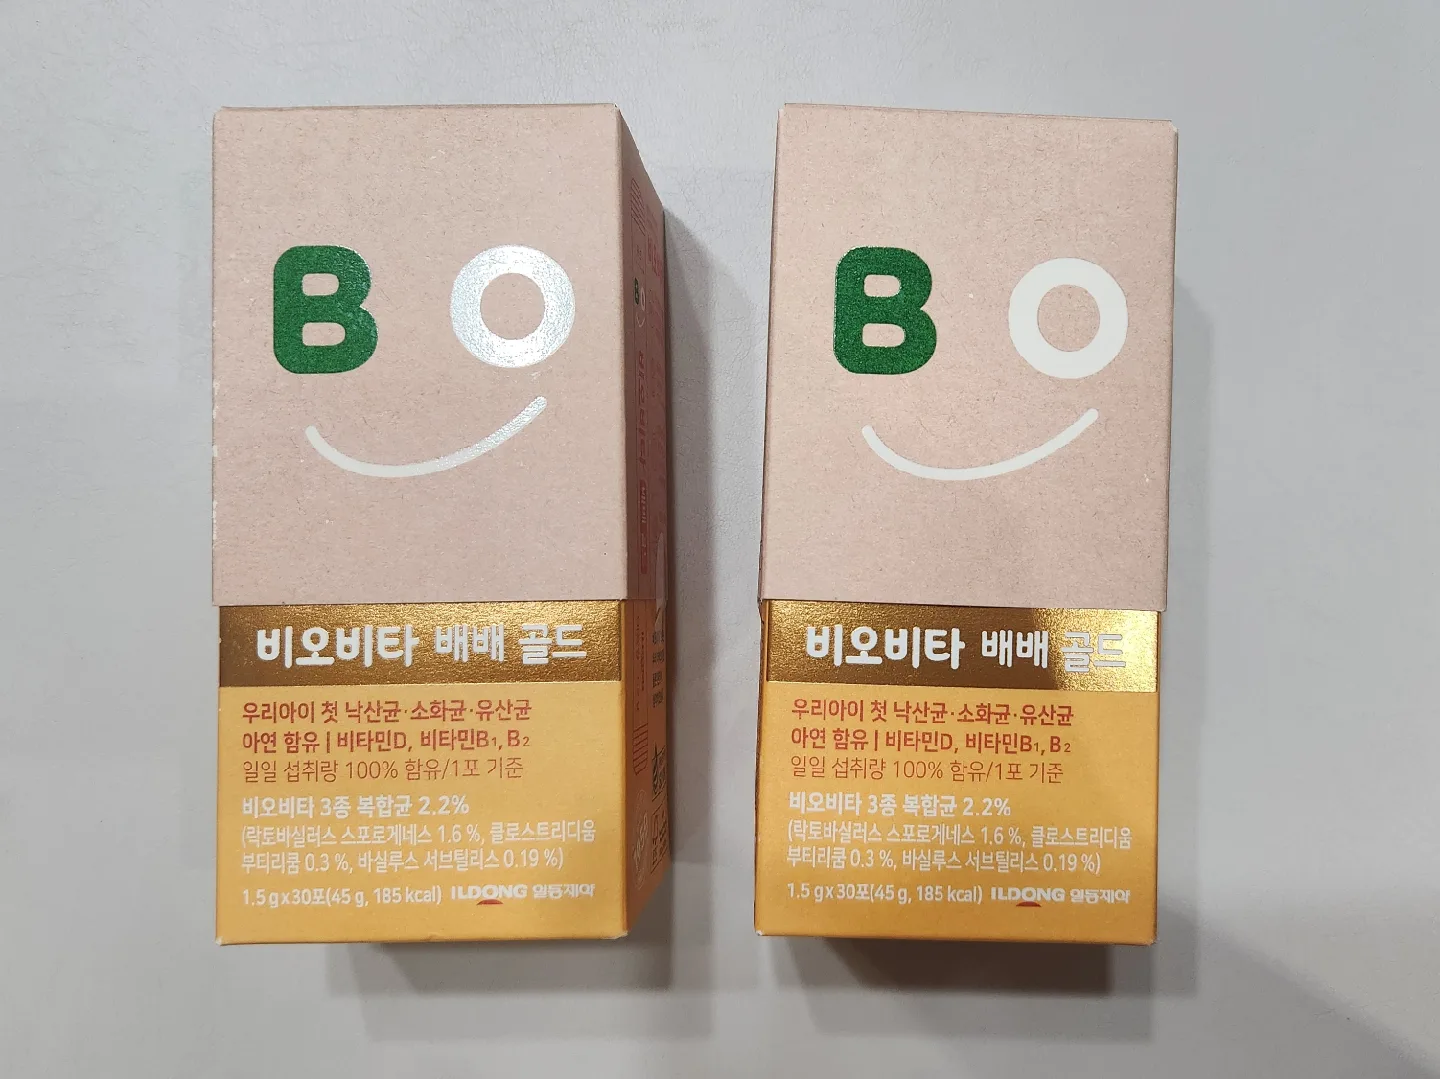 B O
비오비타 배배 골드
우리아이 첫 낙산균·소화균·유산균
아연 함유 | 비타민D, 비타민B₁, B₂
일일 섭취량 100% 함유/1포 기준
비오비타 3종 복합균 2.2%
(락토바실러스 스포로게네스 1.6 %, 클로스트리디움
부티리쿰 0.3 %, 바실루스 서브틸리스 0.19 %)
1.5 g x 30포(45 g, 185 kcal) ILDONG 일동제약
B O
비오비타 배배 골드
우리아이 첫 낙산균·소화균·유산균
아연 함유 | 비타민D, 비타민B₁, B₂
일일 섭취량 100% 함유/1포 기준
비오비타 3종 복합균 2.2%
(락토바실러스 스포로게네스 1.6 %, 클로스트리디움
부티리쿰 0.3 %, 바실루스 서브틸리스 0.19 %)
1.5 g x 30포(45 g, 185 kcal) ILDONG 일동제약